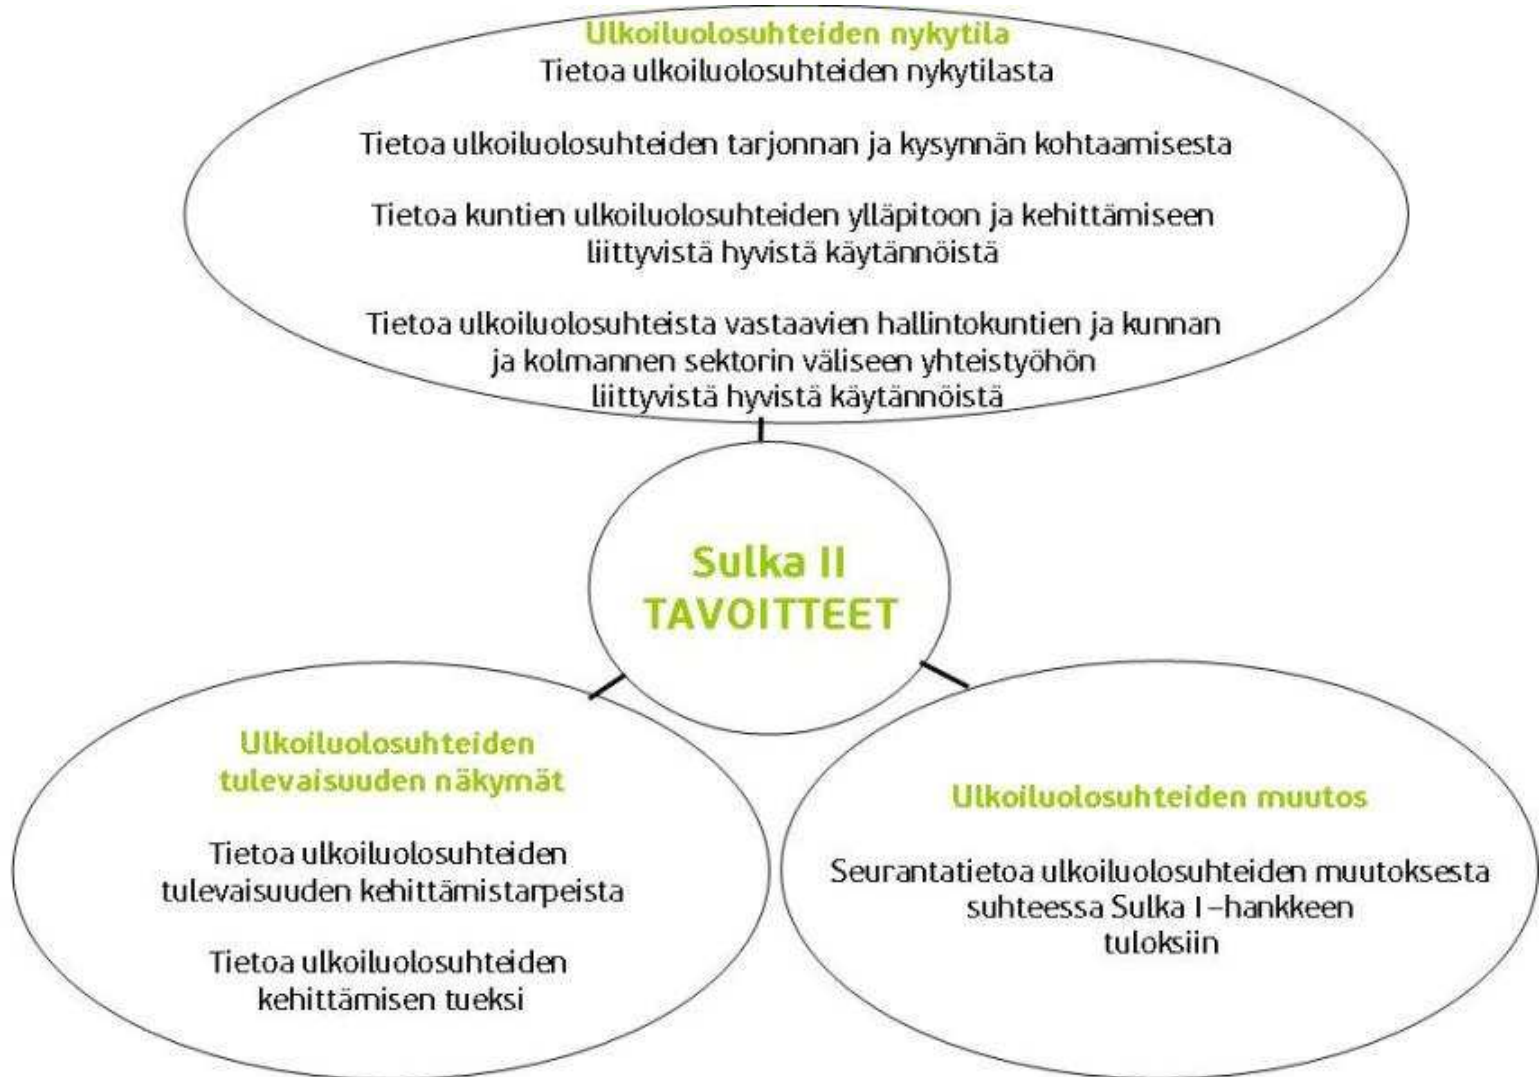 Ulkoiluolosuhteiden nykytila
Tietoa ulkoiluolosuhteiden nykytilasta
Tietoa ulkoiluolosuhteiden tarjonnan ja kysynnän kohtaamisesta
Tietoa kuntien ulkoiluolosuhteiden ylläpitoon ja kehittämiseen
liittyvistä hyvistä käytännöistä
Tietoa ulkoiluolosuhteista vastaavien hallintokuntien ja kunnan
ja kolmannen sektorin väliseen yhteistyöhön
liittyvistä hyvistä käytännöistä
Sulka II
TAVOITTEET
Ulkoiluolosuhteiden
tulevaisuuden näkymät
Tietoa ulkoiluolosuhteiden
tulevaisuuden kehittämistarpeista
Tietoa ulkoiluolosuhteiden
kehittämisen tueksi
Ulkoiluolosuhteiden muutos
Seurantatietoa ulkoiluolosuhteiden muutoksesta
suhteessa Sulka I –hankkeen
tuloksiin